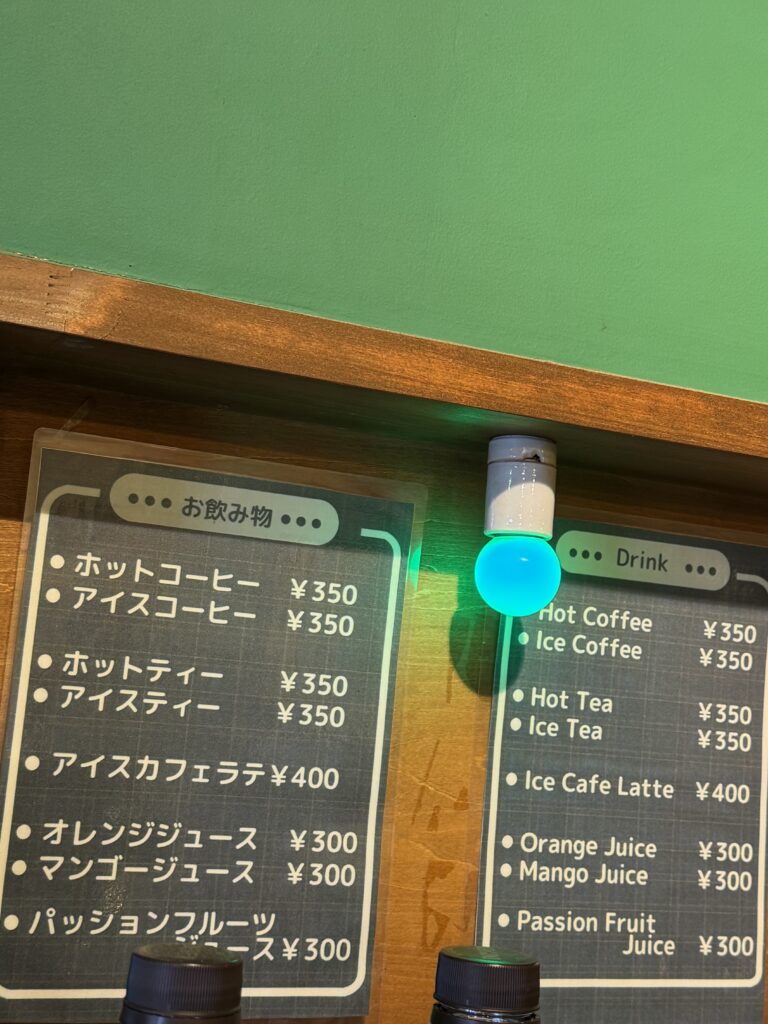 ••• お飲み物 •••
• ホットコーヒー ¥350
• アイスコーヒー ¥350
• ホットティー ¥350
• アイスティー ¥350
• アイスカフェラテ ¥400
• オレンジジュース ¥300
• マンゴージュース ¥300
• パッションフルーツ
ジュース ¥300
••• Drink •••
Hot Coffee ¥350
• Ice Coffee ¥350
• Hot Tea ¥350
• Ice Tea ¥350
• Ice Cafe Latte ¥400
• Orange Juice ¥300
• Mango Juice ¥300
• Passion Fruit
Juice ¥300